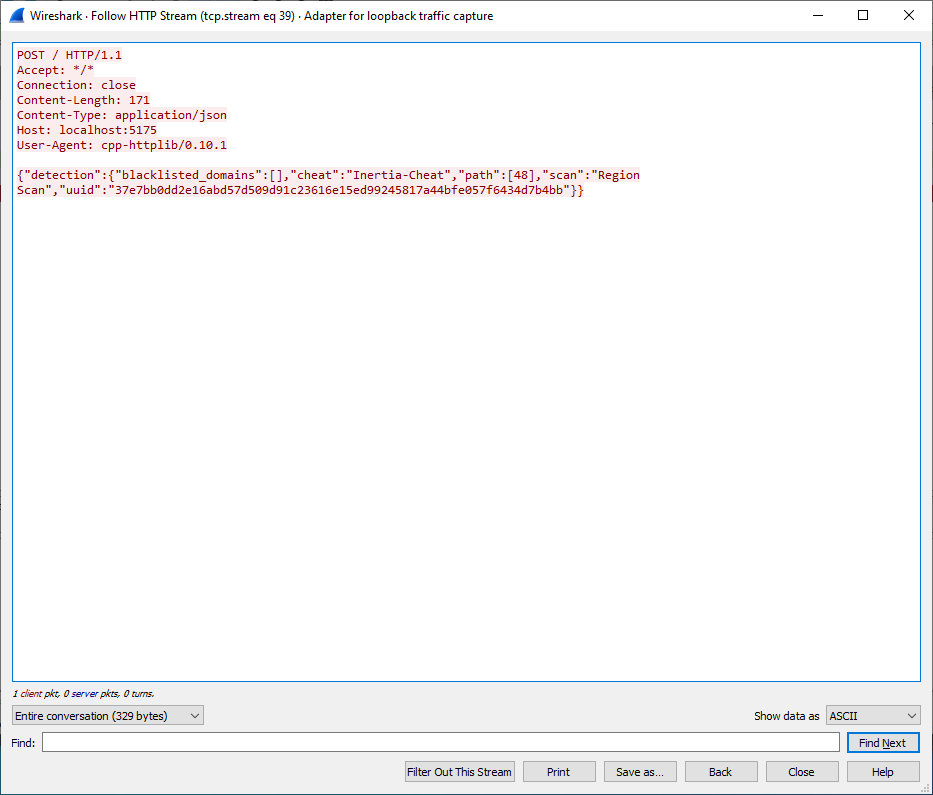 Wireshark · Follow HTTP Stream (tcp.stream eq 39) · Adapter for loopback traffic capture
POST / HTTP/1.1
Accept: */*
Connection: close
Content-Length: 171
Content-Type: application/json
Host: localhost:5175
User-Agent: cpp-httplib/0.10.1
{"detection":{"blacklisted_domains":[],"cheat":"Inertia-Cheat","path":[48],"scan":"Region
Scan","uuid":"37e7bb0dd2e16abd57d509d91c23616e15ed99245817a44bfe057f6434d7b4bb"}}
1 client pkt, 0 server pkts, 0 turns.
Entire conversation (329 bytes)
Show data as ASCII
Find:
Find Next
Filter Out This Stream
Print
Save as...
Back
Close
Help